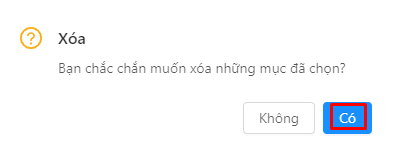 Xóa
Bạn chắc chắn muốn xóa những mục đã chọn?
Không
Có